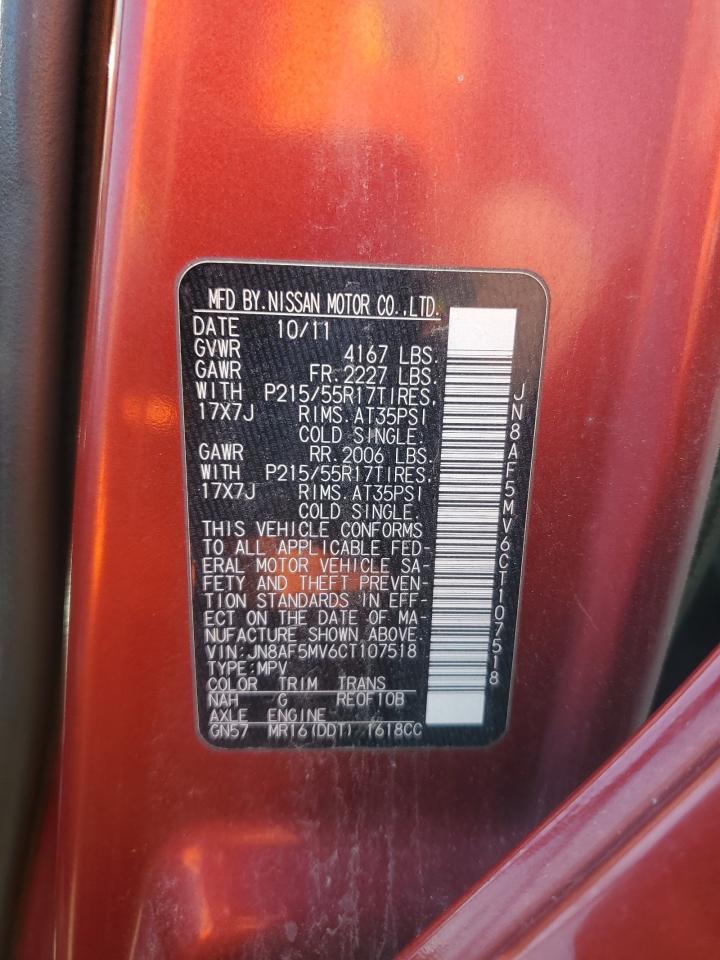 MFD BY.NISSAN MOTOR CO.,LTD.
DATE 10/11
GVWR 4167 LBS.
GAWR FR.2227 LBS.
WITH P215/55R17TIRES,
17X7J RIMS.AT35PSI
COLD SINGLE.
GAWR RR.2006 LBS.
WITH P215/55R17TIRES,
17X7J RIMS.AT35PSI
COLD SINGLE.
THIS VEHICLE CONFORMS
TO ALL APPLICABLE FED-
ERAL MOTOR VEHICLE SA-
FETY AND THEFT PREVEN-
TION STANDARDS IN EFF-
ECT ON THE DATE OF MA-
NUFACTURE SHOWN ABOVE.
VIN:JN8AF5MV6CT107518
TYPE:MPV
COLOR TRIM TRANS
NAH G RE0F10B
AXLE ENGINE
GN57 MR16(DDT) 1618CC
JN8AF5MV6CT107518